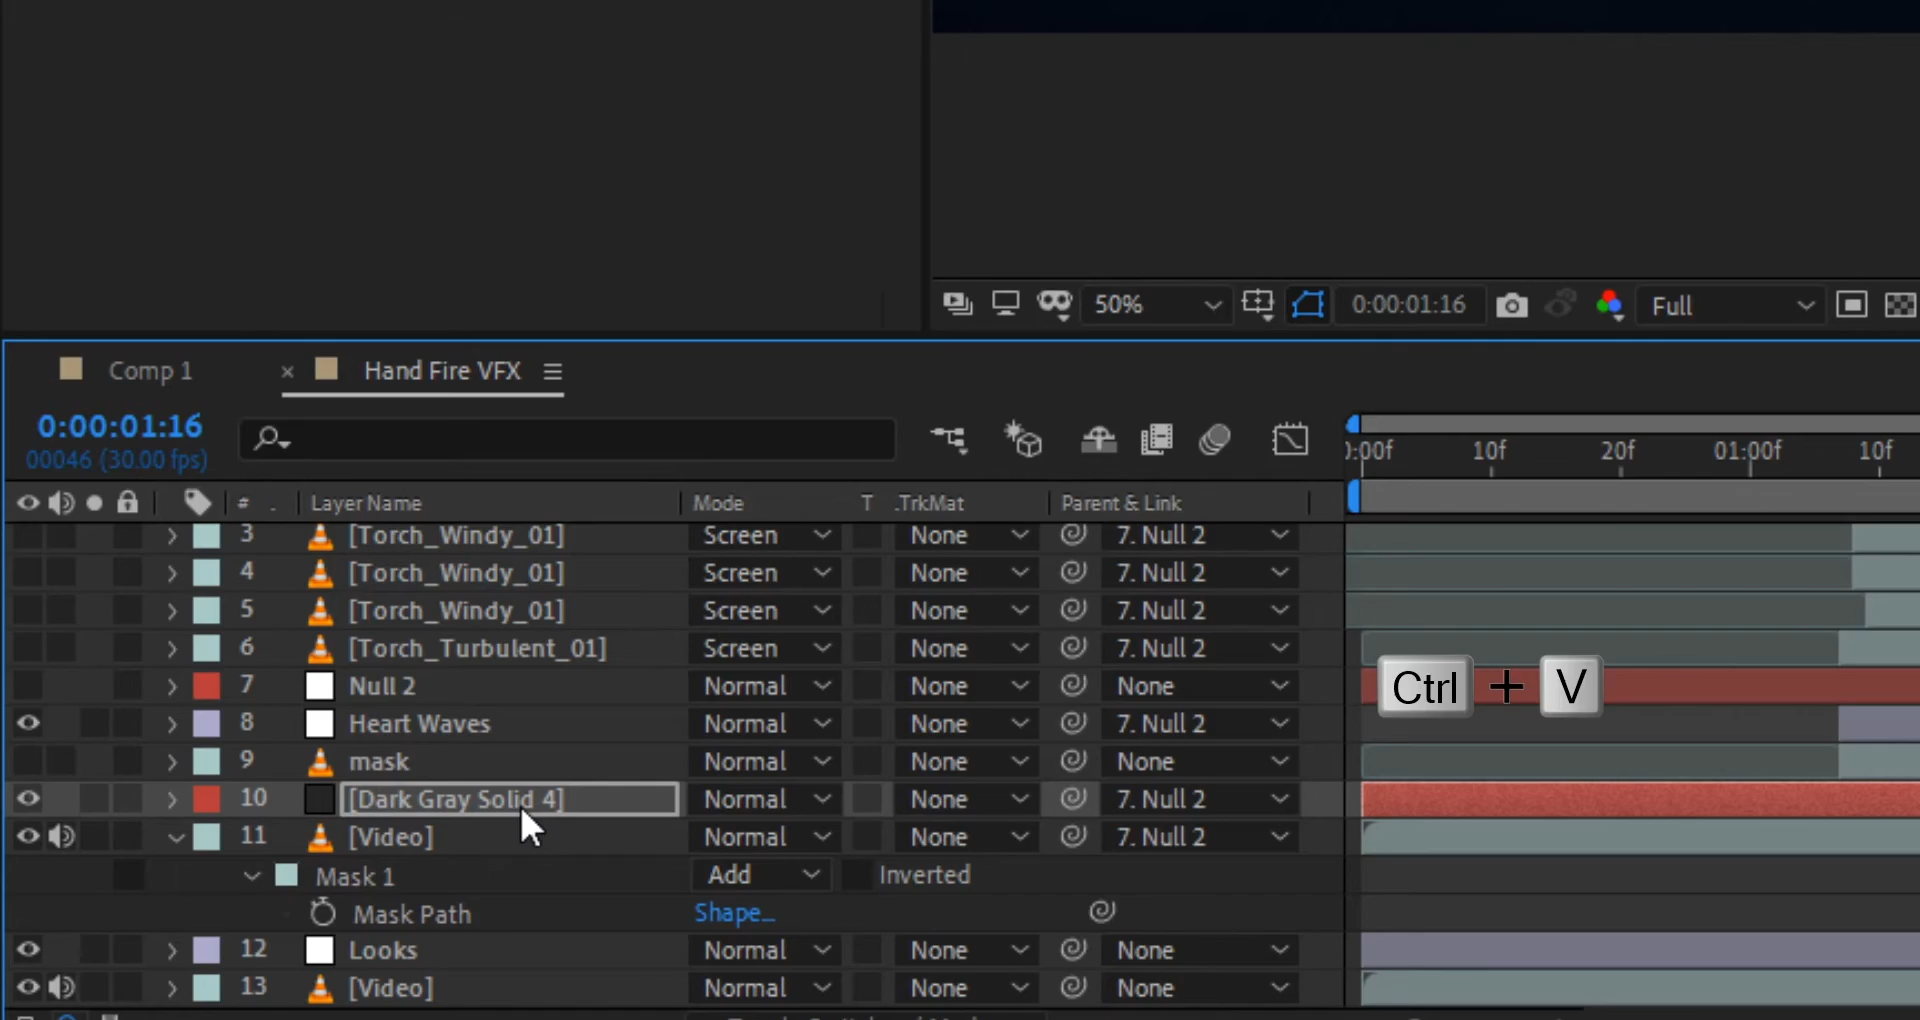 50% 0:00:01:16 Full
Comp 1 × Hand Fire VFX
0:00:01:16
00046 (30.00 fps)
):00f 10f 20f 01:00f 10f
# . Layer Name Mode T .TrkMat Parent & Link
3 [Torch_Windy_01] Screen None 7. Null 2
4 [Torch_Windy_01] Screen None 7. Null 2
5 [Torch_Windy_01] Screen None 7. Null 2
6 [Torch_Turbulent_01] Screen None 7. Null 2
7 Null 2 Normal None None Ctrl + V
8 Heart Waves Normal None 7. Null 2
9 mask Normal None None
10 [Dark Gray Solid 4] Normal None 7. Null 2
11 [Video] Normal None 7. Null 2
Mask 1 Add Inverted
Mask Path Shape...
12 Looks Normal None None
13 [Video] Normal None None